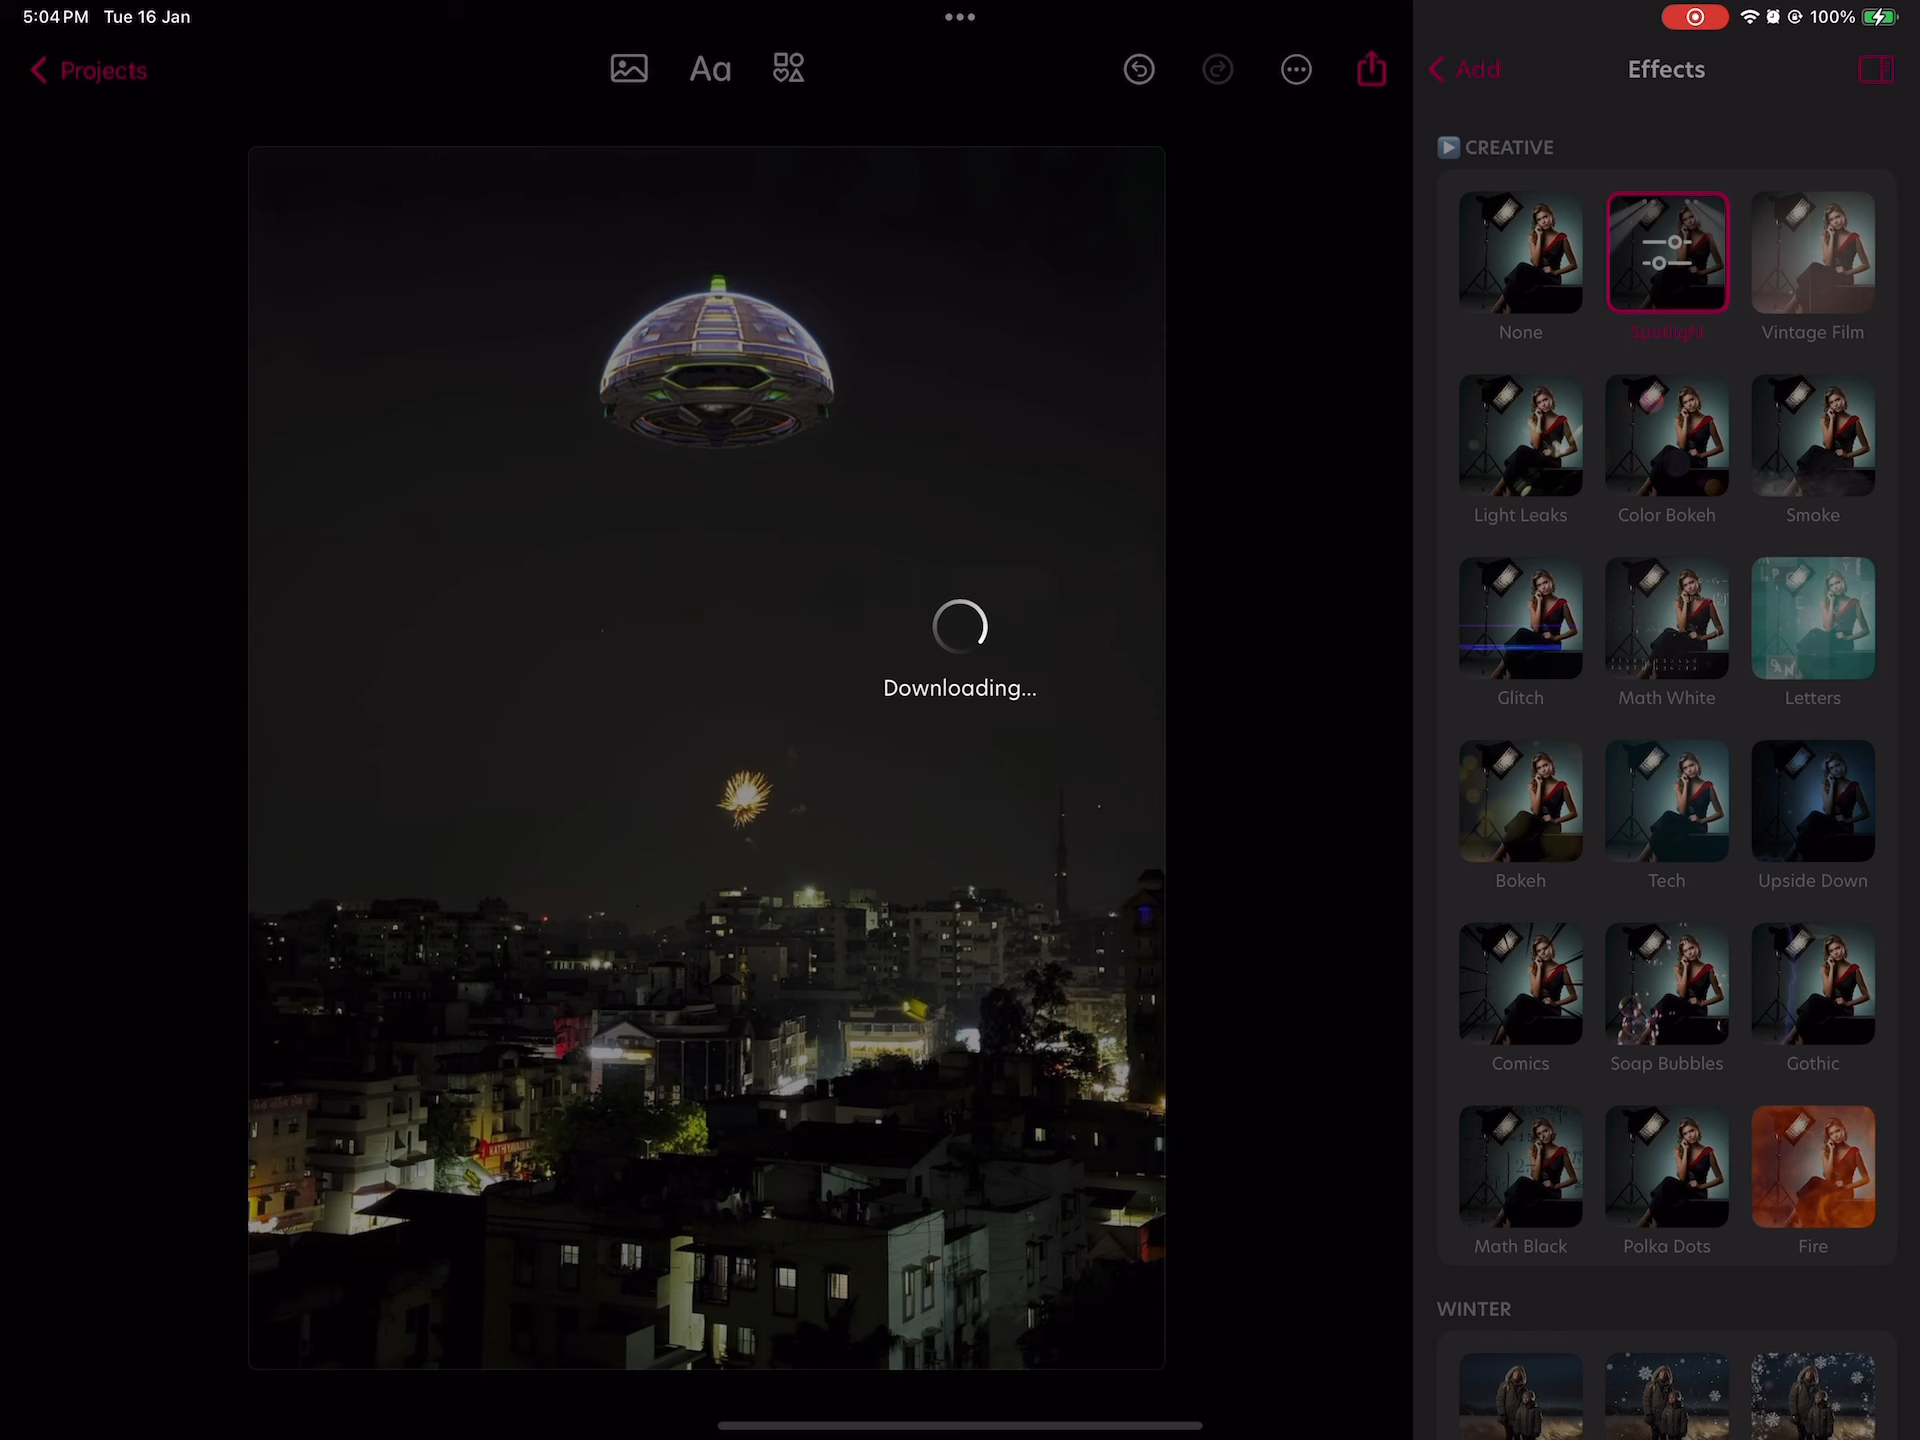 5:04 PM Tue 16 Jan
100%
Projects
Aa
Add
Effects
CREATIVE
None
Spotlight
Vintage Film
Light Leaks
Color Bokeh
Smoke
Glitch
Math White
Letters
Bokeh
Tech
Upside Down
Comics
Soap Bubbles
Gothic
Math Black
Polka Dots
Fire
WINTER
Downloading...